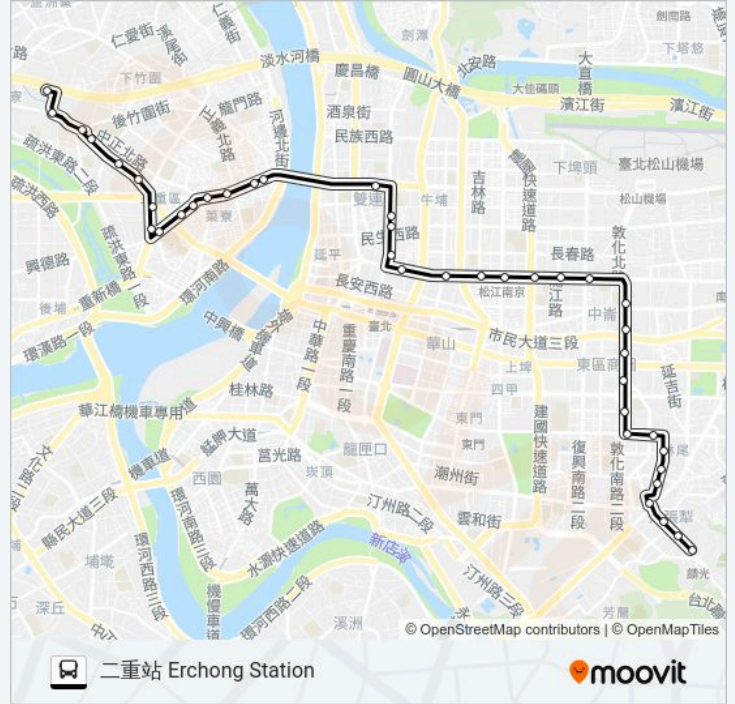 仁愛街
仁義街
劍潭
劍南路
下塔悠
淡水河橋
慶昌橋
圓山大橋
北安路
大直橋
大佳碼頭
濱江街
濱江街
下竹圍
後竹圍街
龍門路
正義北路
河邊北街
酒泉街
民族西路
中正北路
疏洪東路二段
疏洪西路
菜寮
雙連
牛埔
吉林路
下埤頭
臺北松山機場
松山機場
民生西路
延平
敦化北路
長春路
興德路
疏洪東路一段
重新橋
環河南路
長安西路
松江南京
後埔
中興橋
臺北
中崙
環漢路一段
中華路一段
重慶南路一段
華山
市民大道三段
上埤
東區商
延吉街
四甲
桂林路
華江橋機車專用道
艋舺大道
莒光路
龍匣口
東門
東門
建國快速道路
復興南路二段
敦化南路二段
機車道
西園
崁頂
潮州街
萬大路
汀州路二段
雲和街
縣民大道三段
環河南路三段
水源快速道路
新店溪
環河西路三段
環河西路二段
汀州路三段
機慢車道
麟光
芳蘭
深丘
溪洲
© OpenStreetMap contributors | © OpenMapTiles
二重站 Erchong Station
moovit